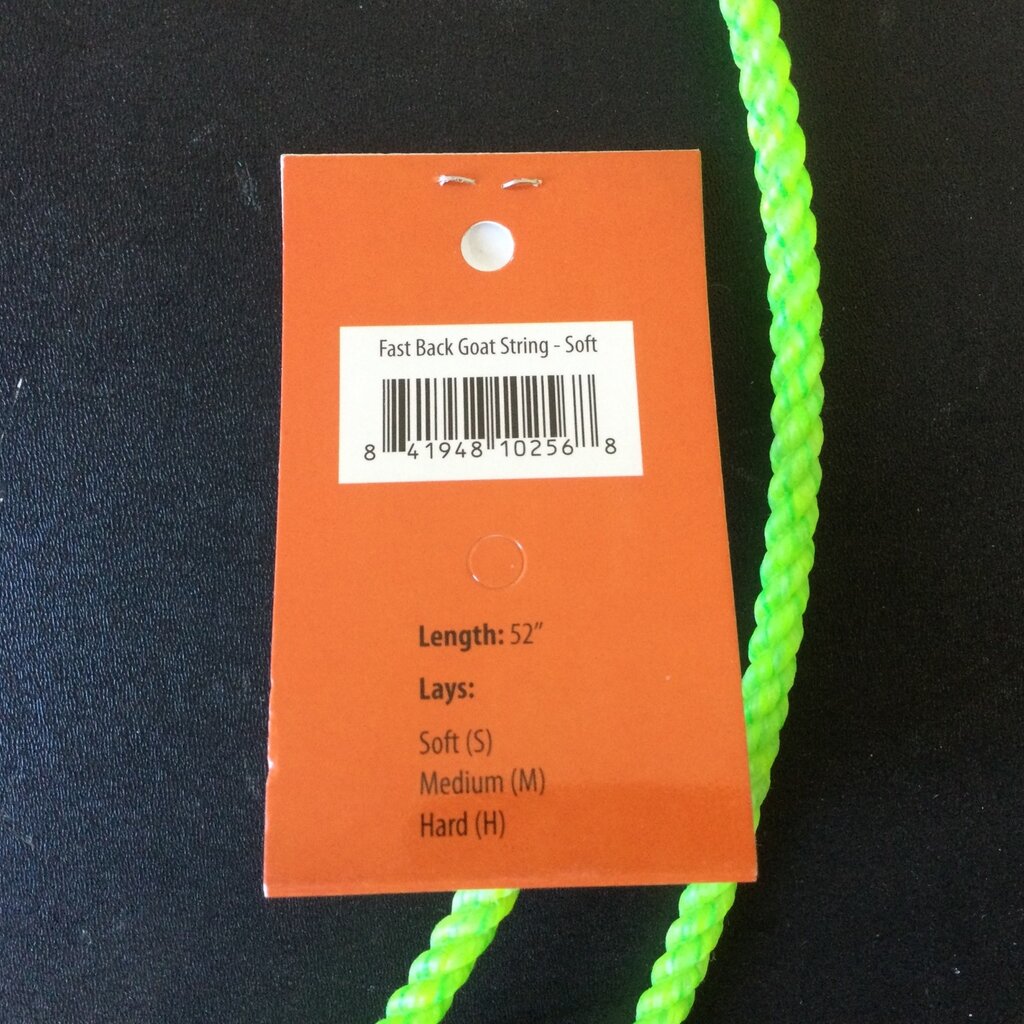 Fast Back Goat String - Soft
8 41948 10256 8
Length: 52”
Lays:
Soft (S)
Medium (M)
Hard (H)